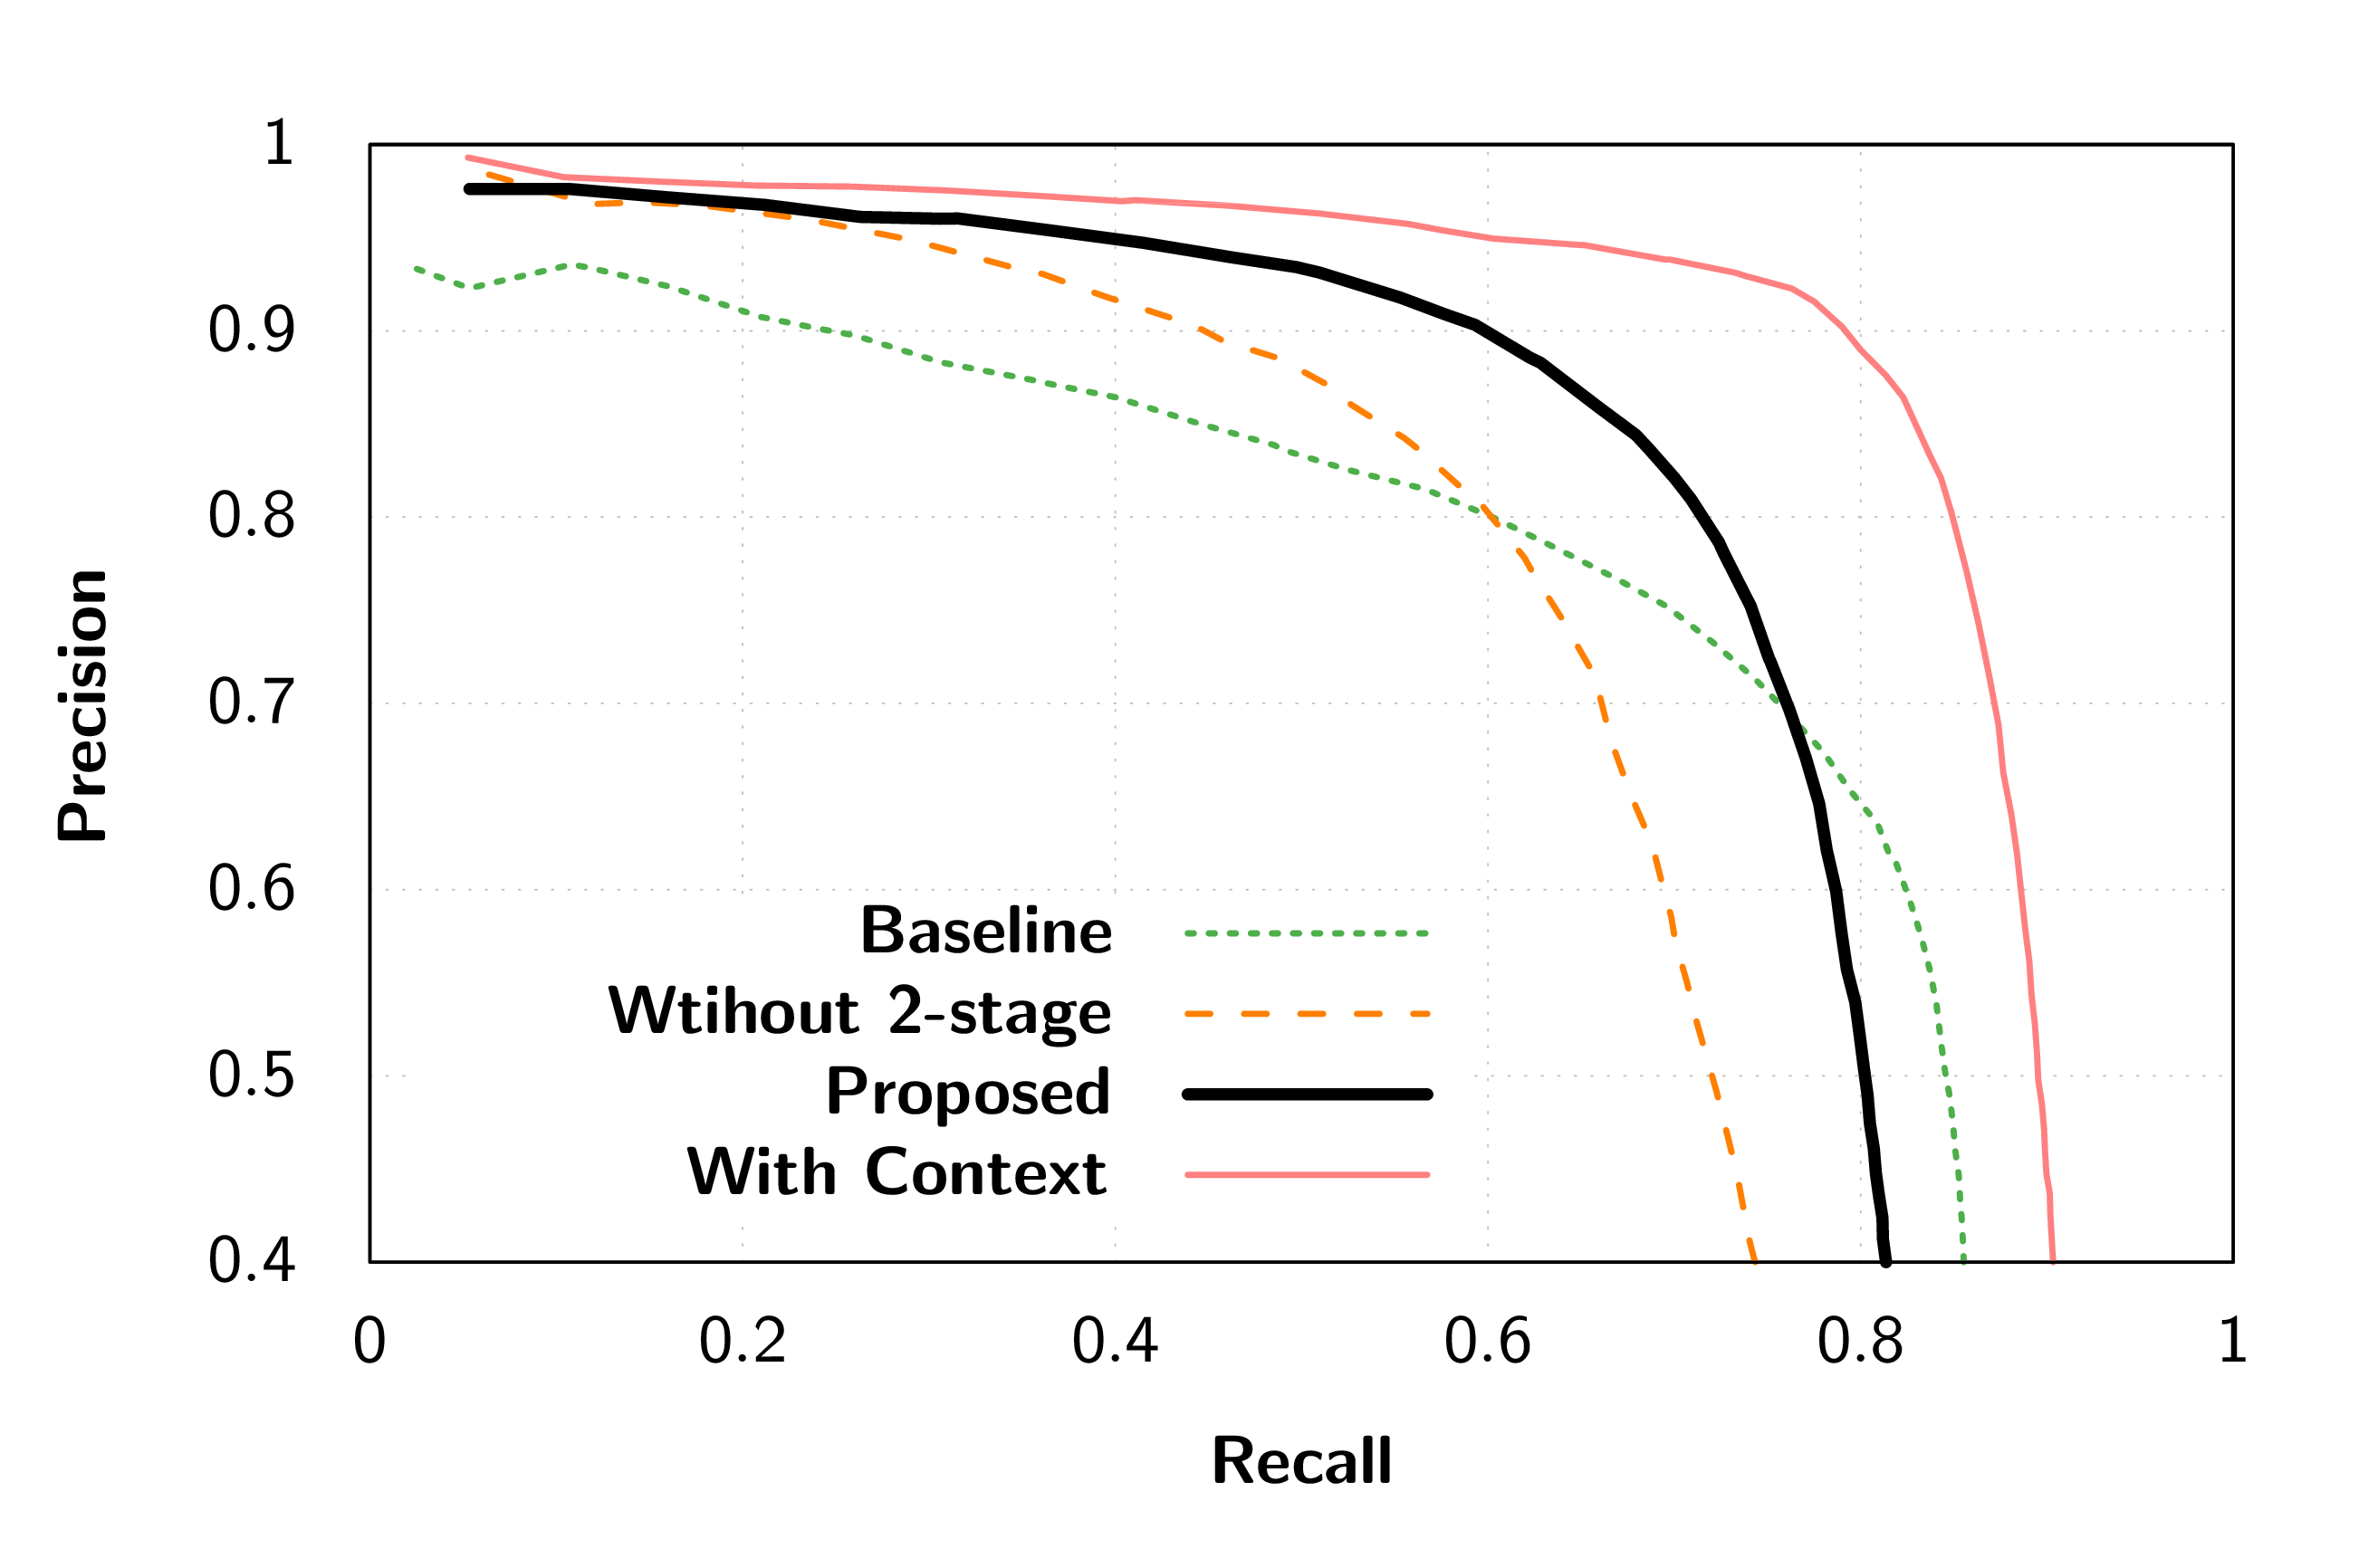 1
0.9
0.8
0.7
0.6
0.5
0.4
Precision
Baseline
Wtihout 2-stage
Proposed
With Context
0 0.2 0.4 0.6 0.8 1
Recall